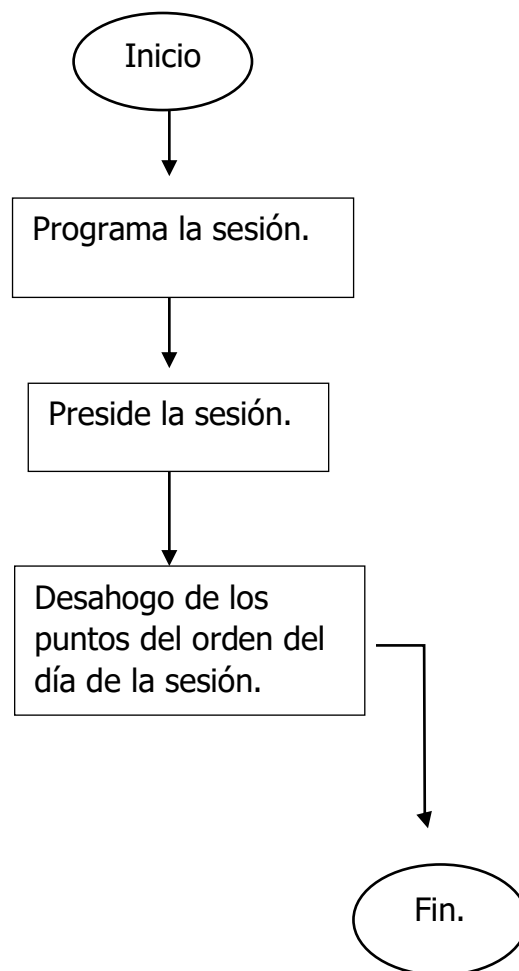 Inicio
Programa la sesión.
Preside la sesión.
Desahogo de los
puntos del orden del
día de la sesión.
Fin.